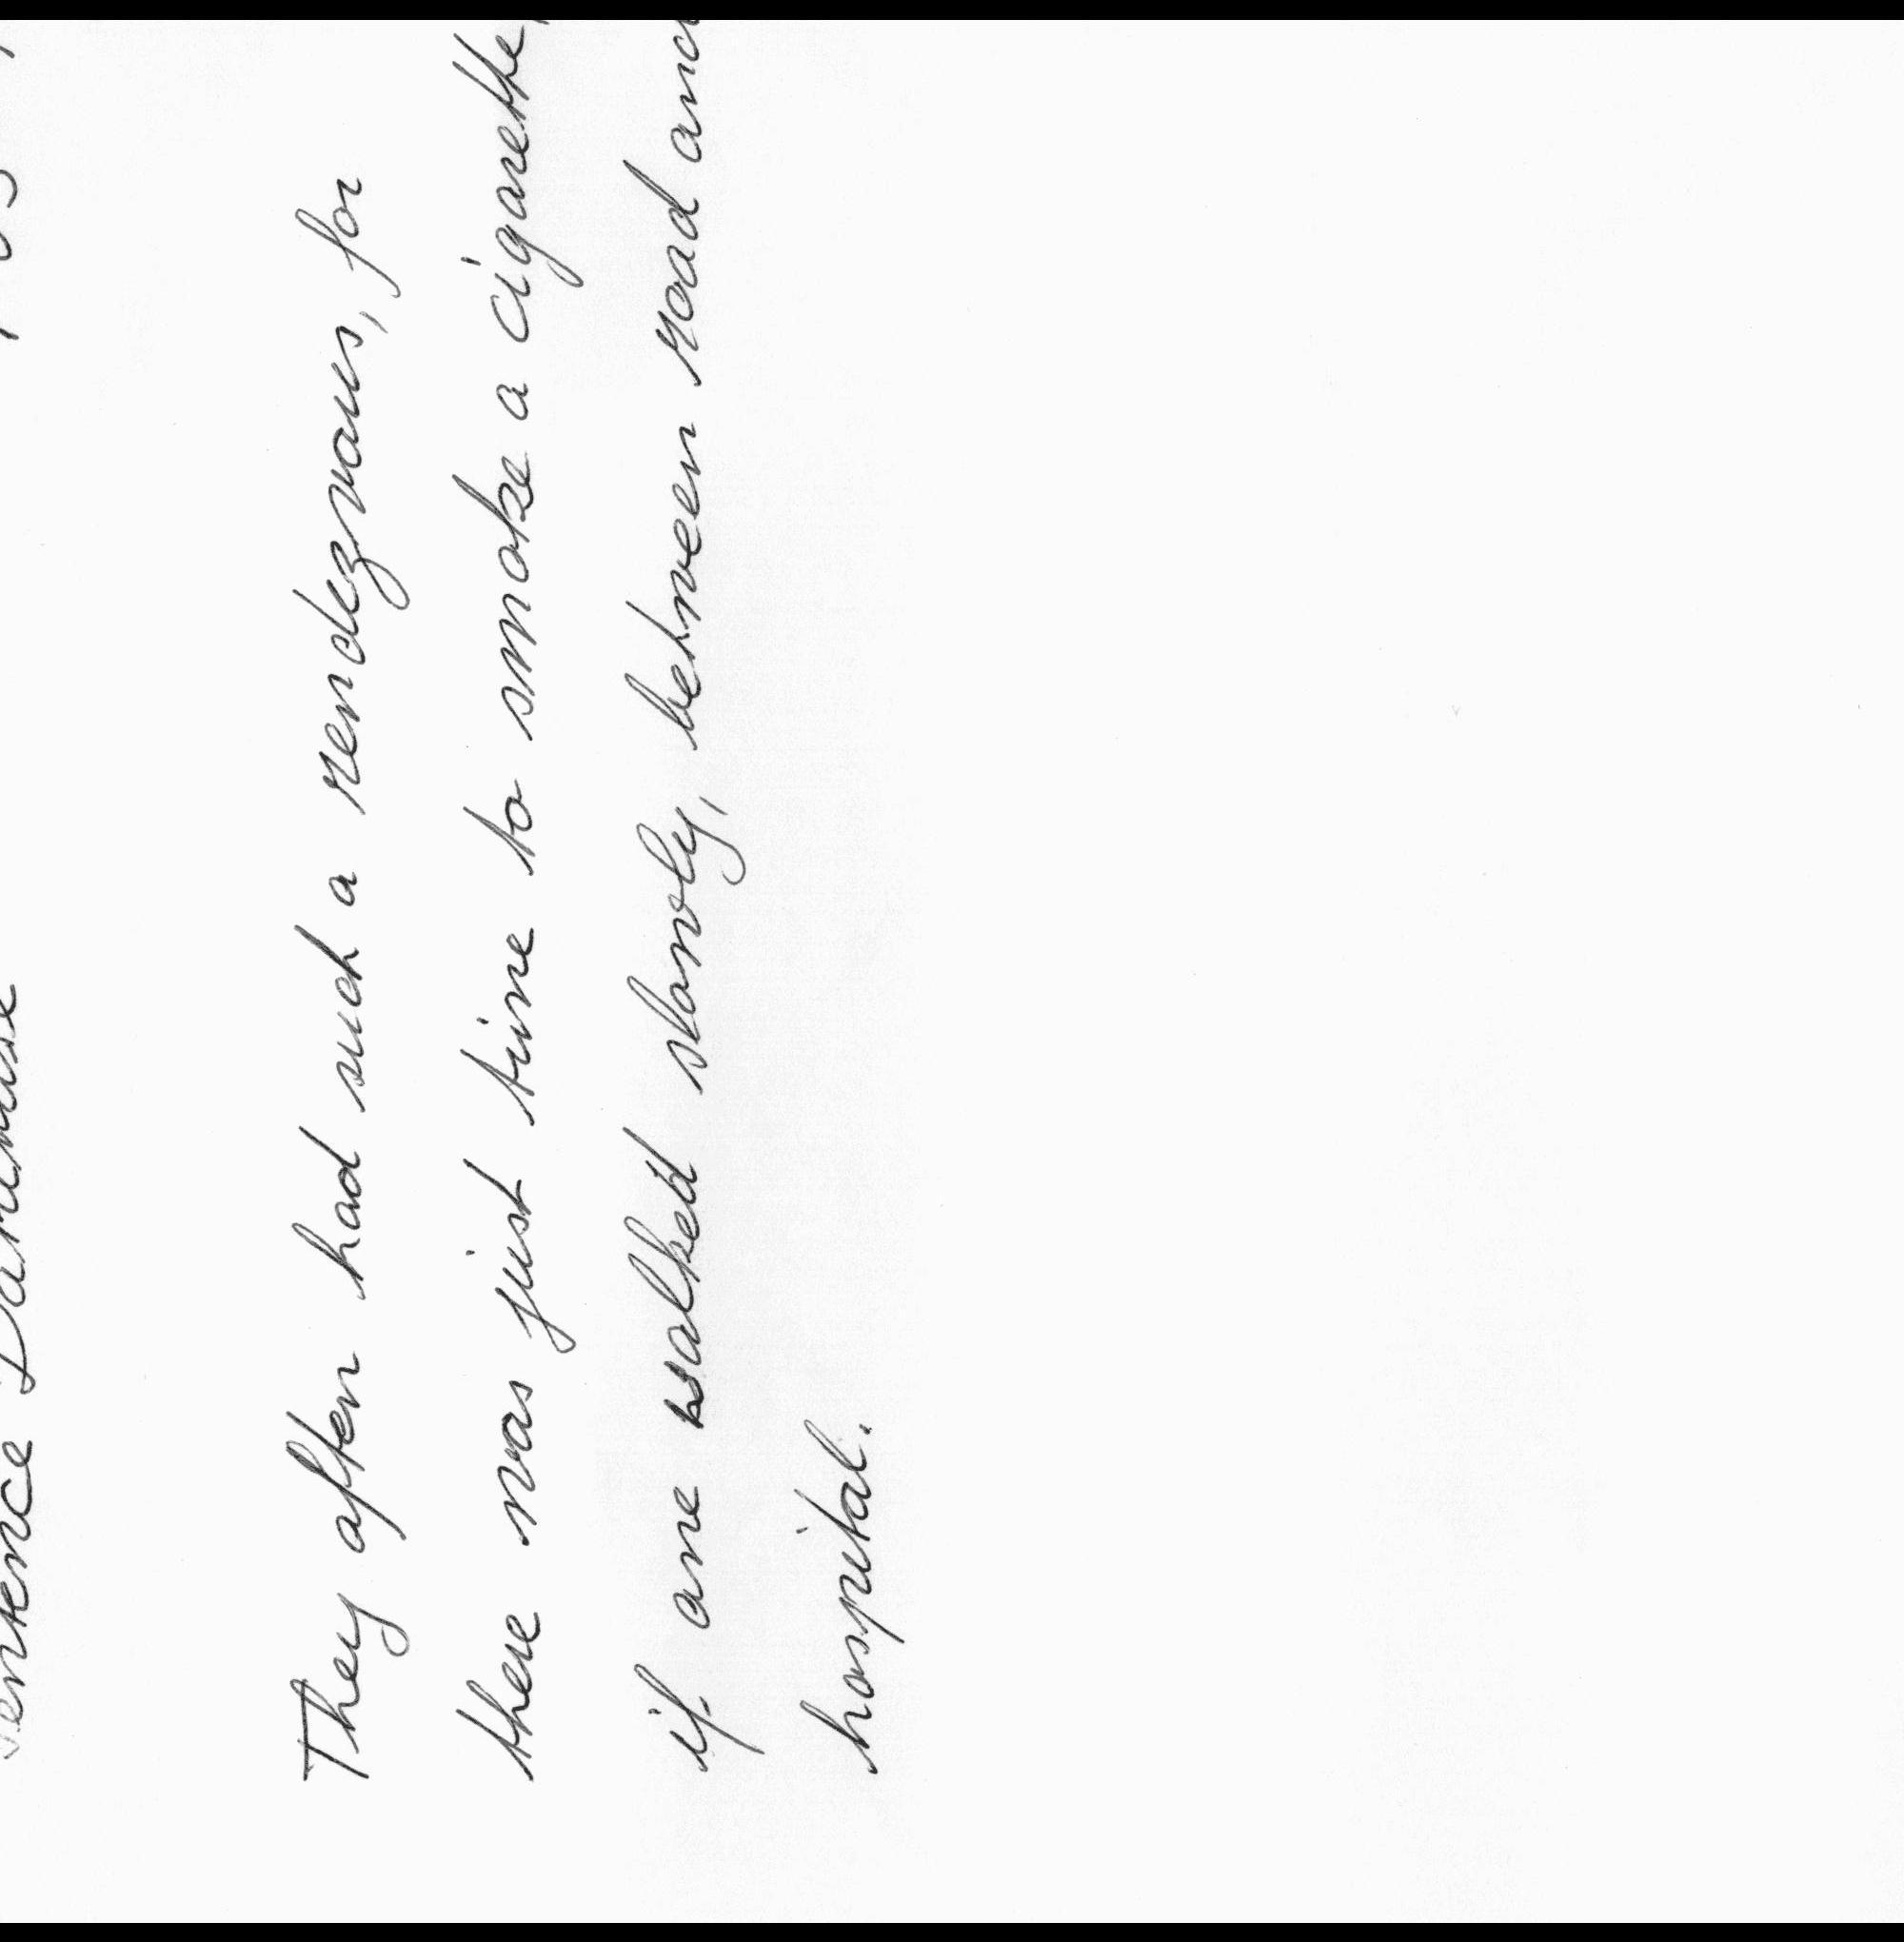 Sentence Database
They often had such a rendezvous, for
there was just time to smoke a cigarette,
if one walked slowly, between road and
hospital.